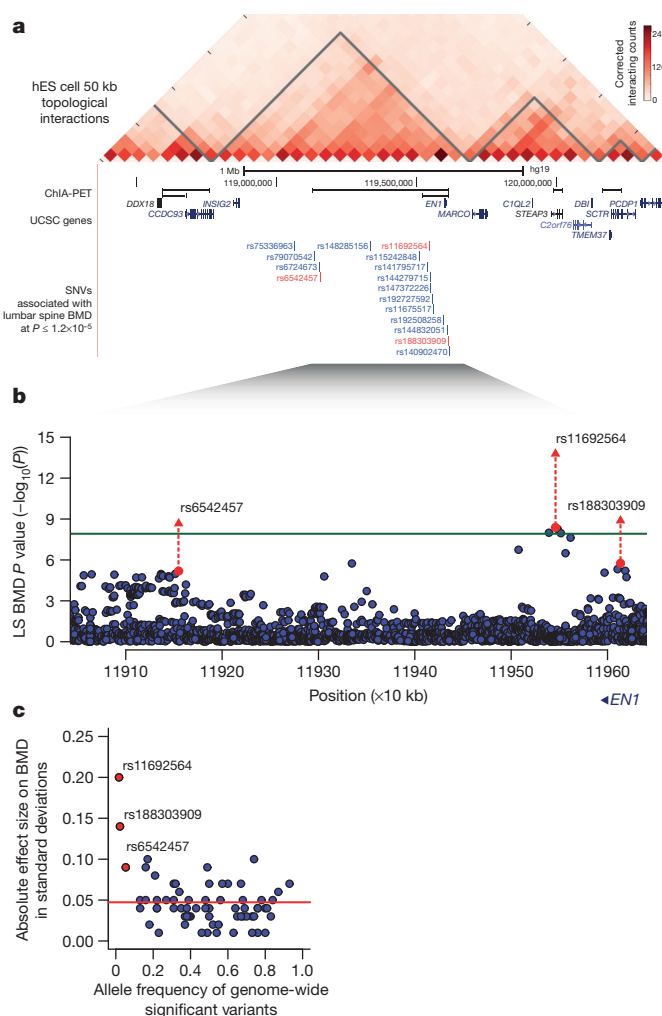 a
hES cell 50 kb
topological
interactions
Corrected
interacting counts
24
120
0
1 Mb
hg19
ChIA-PET
119,000,000
119,500,000
120,000,000
DDX18
CCDC93
INSIG2
EN1
MARCO
C1QL2
STEAP3
DBI
SCTR
PCDP1
UCSC genes
C2orf76
TMEM37
SNVs
associated with
lumbar spine BMD
at P ≤ 1.2×10⁻⁵
rs75336963
rs148285156
rs11692564
rs79070542
rs115242848
rs6724673
rs141795717
rs6542457
rs144279715
rs147372226
rs192727592
rs11675517
rs192508258
rs144832051
rs188303909
rs140902470
b
LS BMD P value (−log₁₀(P))
15
12
9
6
3
0
rs6542457
rs11692564
rs188303909
11910
11920
11930
11940
11950
11960
Position (×10 kb)
◄EN1
c
Absolute effect size on BMD
in standard deviations
0.25
0.20
0.15
0.10
0.05
0.00
rs11692564
rs188303909
rs6542457
0
0.2
0.4
0.6
0.8
1.0
Allele frequency of genome-wide
significant variants